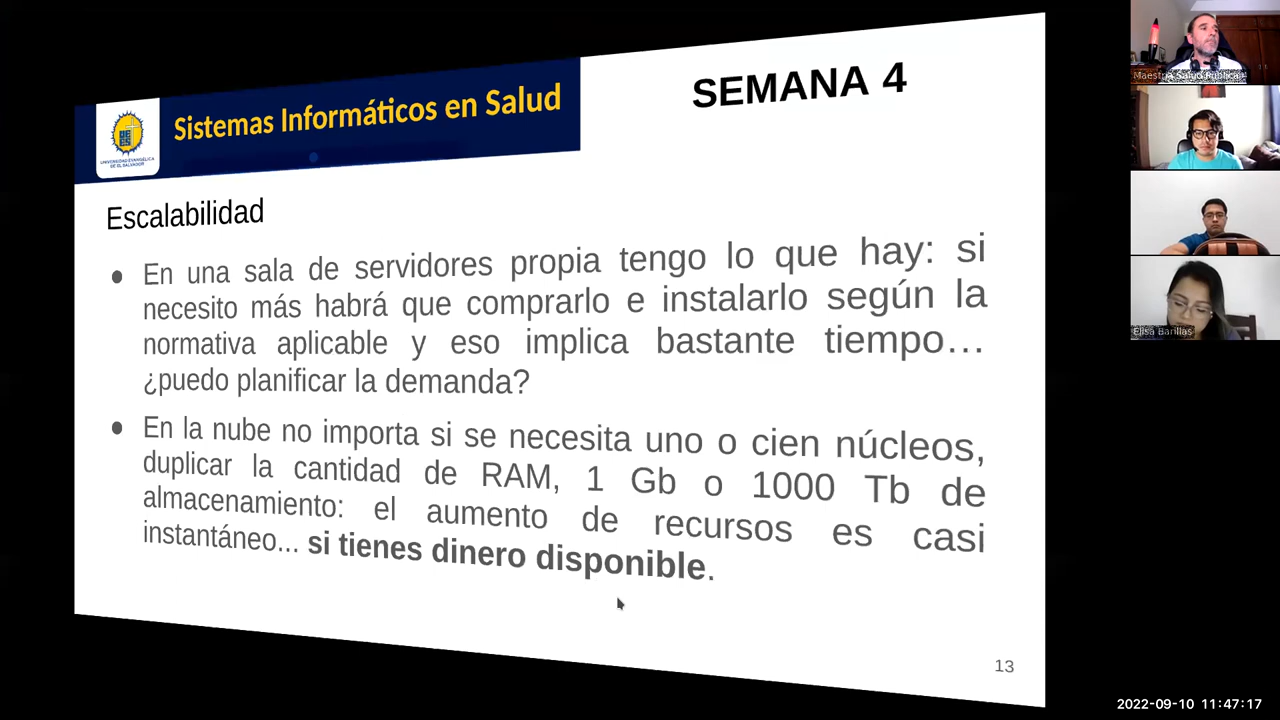 SEMANA 4
Sistemas Informáticos en Salud
UNIVERSIDAD EVANGÉLICA
DE EL SALVADOR
Escalabilidad
● En una sala de servidores propia tengo lo que hay: si
necesito más habrá que comprarlo e instalarlo según la
normativa aplicable y eso implica bastante tiempo…
¿puedo planificar la demanda?
● En la nube no importa si se necesita uno o cien núcleos,
duplicar la cantidad de RAM, 1 Gb o 1000 Tb de
almacenamiento: el aumento de recursos es casi
instantáneo... si tienes dinero disponible.
13
Maestría Salud Pública
Elisa Barillas
2022-09-10 11:47:17